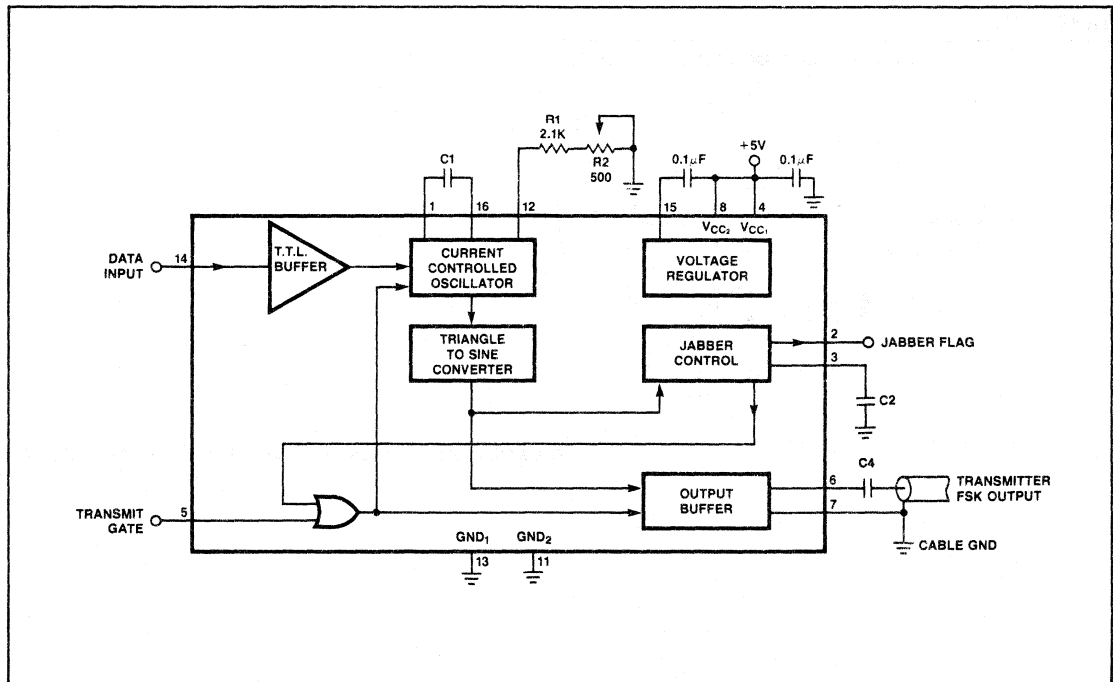 R1
2.1K
R2
500
C1
+5V
0.1μF
0.1μF
1
16
12
15
8
4
VCC₂
VCC₁
DATA
INPUT
14
T.T.L.
BUFFER
CURRENT
CONTROLLED
OSCILLATOR
VOLTAGE
REGULATOR
TRIANGLE
TO SINE
CONVERTER
JABBER
CONTROL
2
JABBER FLAG
3
C2
C4
TRANSMIT
GATE
5
OUTPUT
BUFFER
6
7
TRANSMITTER
FSK OUTPUT
CABLE GND
GND₁
13
GND₂
11